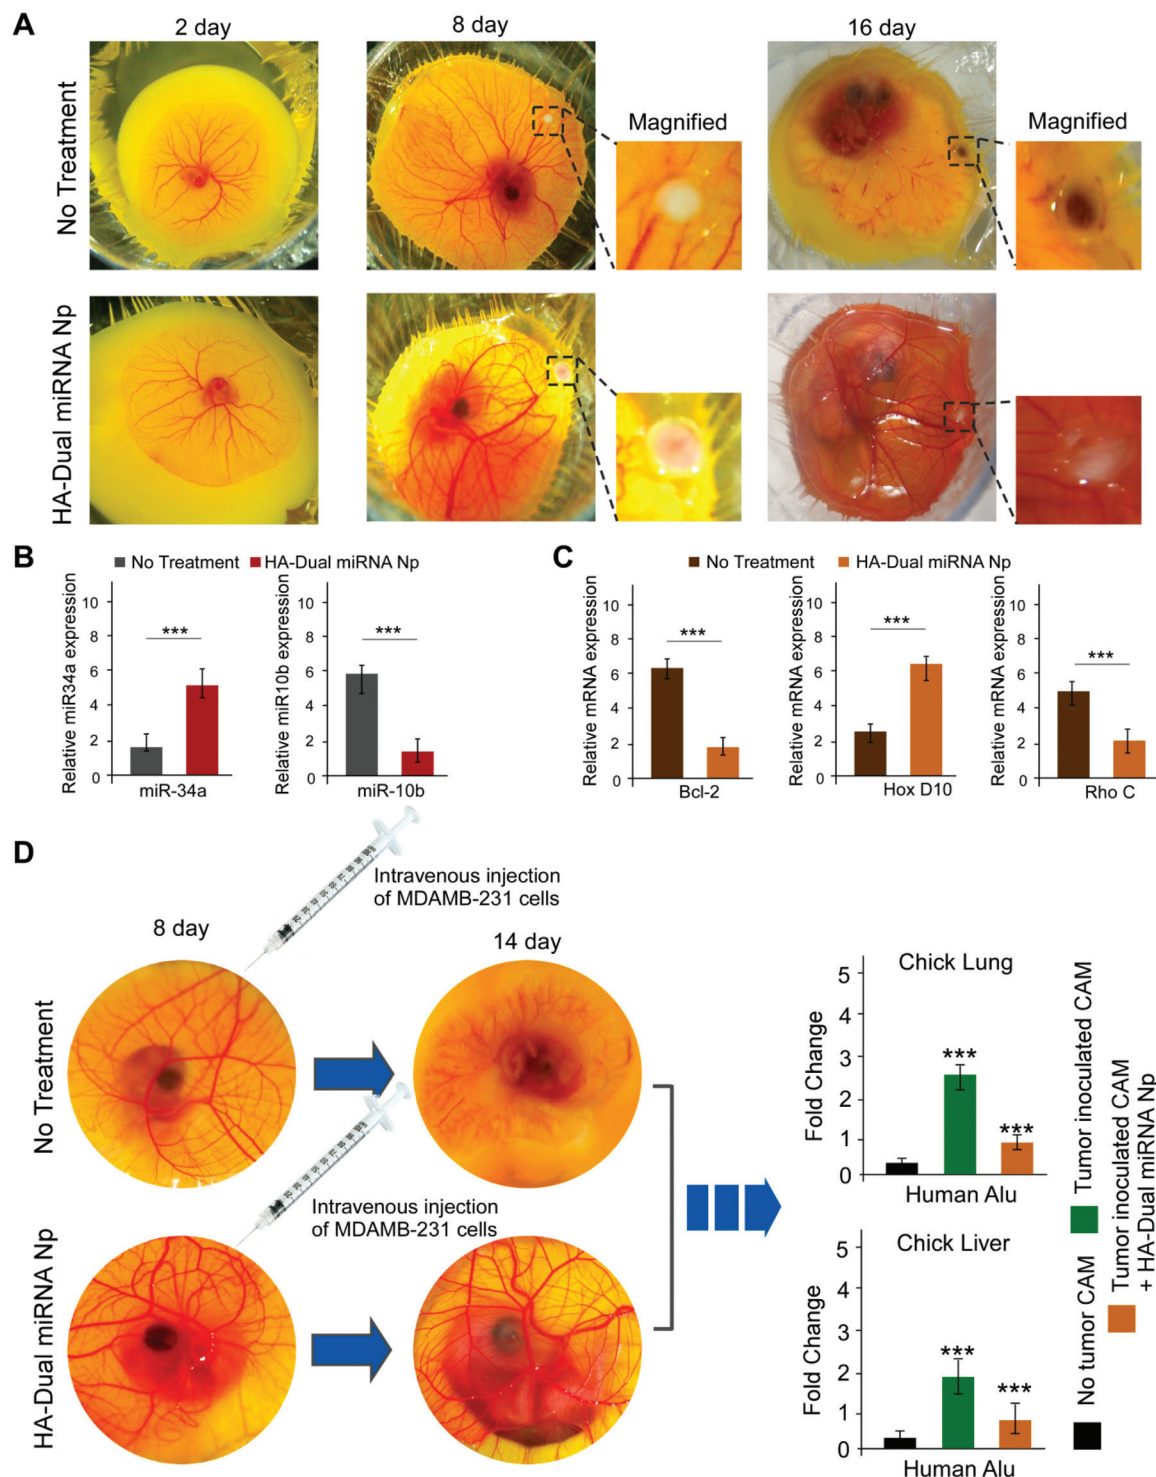 A
2 day
8 day
16 day
No Treatment
Magnified
Magnified
HA-Dual miRNA Np
B
No Treatment
HA-Dual miRNA Np
Relative miR34a expression
10
8
6
4
2
0
***
miR-34a
Relative miR10b expression
10
8
6
4
2
0
***
miR-10b
C
No Treatment
HA-Dual miRNA Np
Relative mRNA expression
10
8
6
4
2
0
***
Bcl-2
Relative mRNA expression
10
8
6
4
2
0
***
Hox D10
Relative mRNA expression
10
8
6
4
2
0
***
Rho C
D
Intravenous injection
of MDAMB-231 cells
8 day
14 day
No Treatment
Intravenous injection
of MDAMB-231 cells
HA-Dual miRNA Np
Chick Lung
Fold Change
5
4
3
2
1
0
***
***
Human Alu
Chick Liver
Fold Change
5
4
3
2
1
0
***
***
Human Alu
No tumor CAM
Tumor inoculated CAM
Tumor inoculated CAM
+ HA-Dual miRNA Np